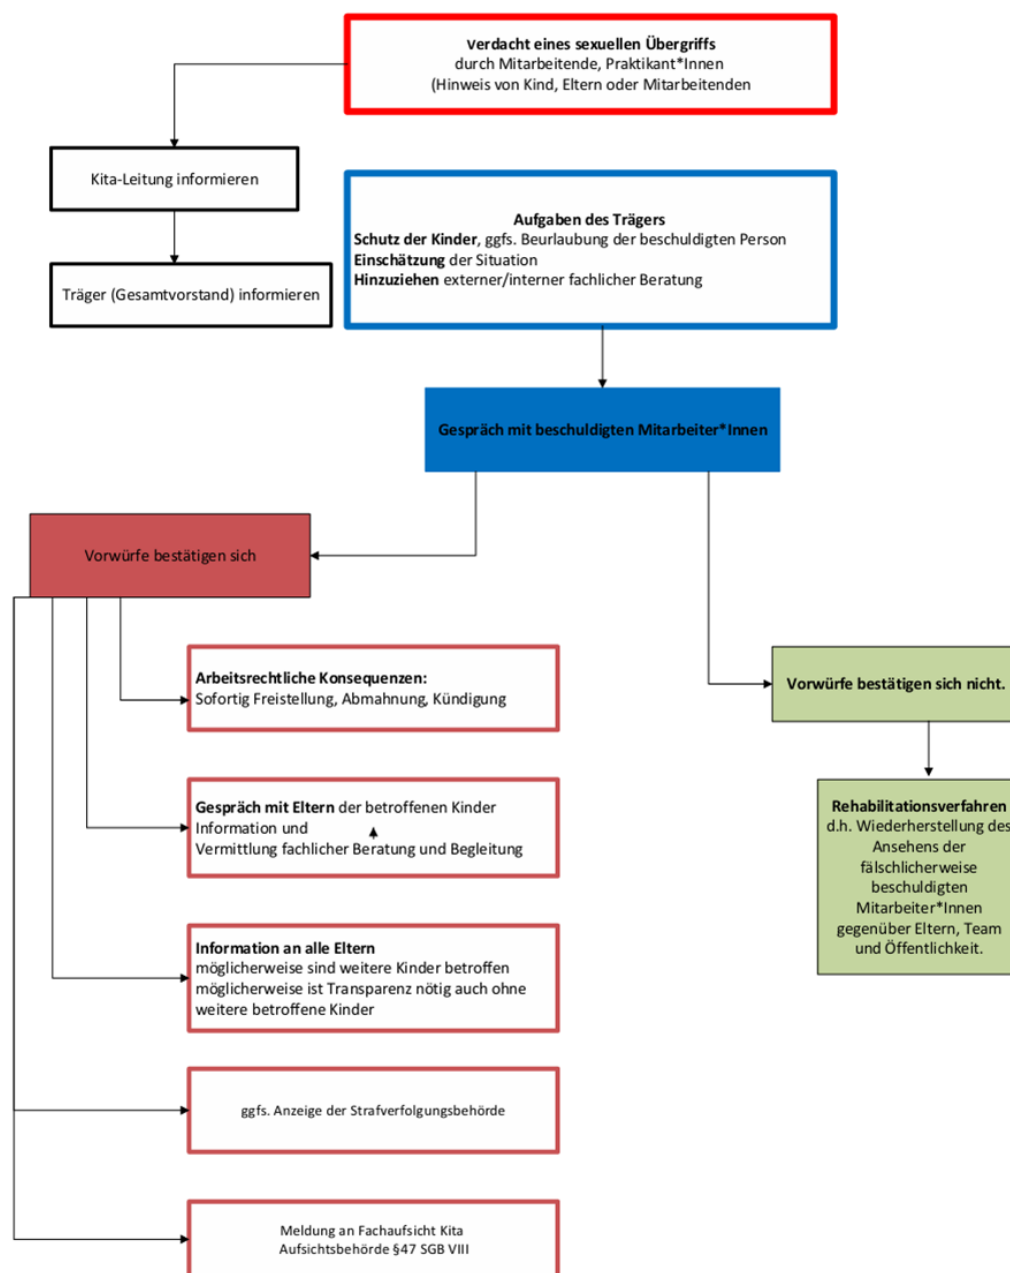 Verdacht eines sexuellen Übergriffs
durch Mitarbeitende, Praktikant*Innen
(Hinweis von Kind, Eltern oder Mitarbeitenden
Kita-Leitung informieren
Träger (Gesamtvorstand) informieren
Aufgaben des Trägers
Schutz der Kinder, ggfs. Beurlaubung der beschuldigten Person
Einschätzung der Situation
Hinzuziehen externer/interner fachlicher Beratung
Gespräch mit beschuldigten Mitarbeiter*Innen
Vorwürfe bestätigen sich
Arbeitsrechtliche Konsequenzen:
Sofortig Freistellung, Abmahnung, Kündigung
Gespräch mit Eltern der betroffenen Kinder
Information und
Vermittlung fachlicher Beratung und Begleitung
Information an alle Eltern
möglicherweise sind weitere Kinder betroffen
möglicherweise ist Transparenz nötig auch ohne
weitere betroffene Kinder
ggfs. Anzeige der Strafverfolgungsbehörde
Meldung an Fachaufsicht Kita
Aufsichtsbehörde §47 SGB VIII
Vorwürfe bestätigen sich nicht.
Rehabilitationsverfahren
d.h. Wiederherstellung des
Ansehens der
fälschlicherweise
beschuldigten
Mitarbeiter*Innen
gegenüber Eltern, Team
und Öffentlichkeit.